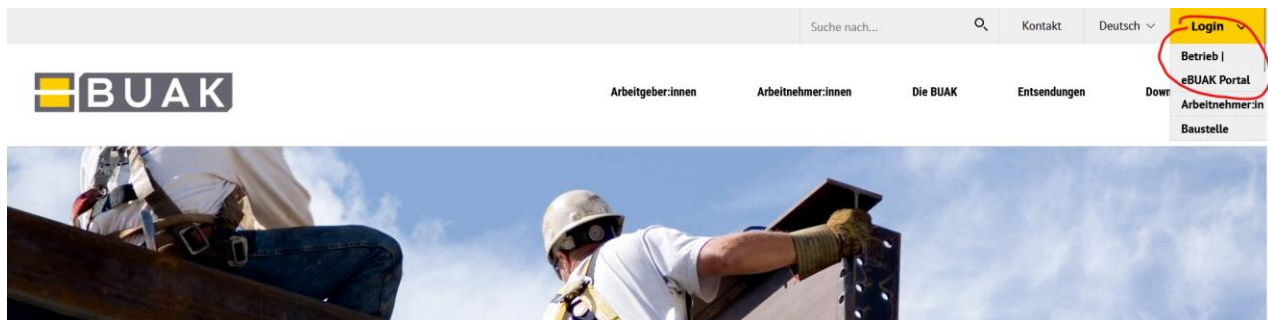 Suche nach... Kontakt Deutsch Login
Betrieb |
eBUAK Portal
Arbeitnehmer:in
Baustelle
BUAK
Arbeitgeber:innen Arbeitnehmer:innen Die BUAK Entsendungen